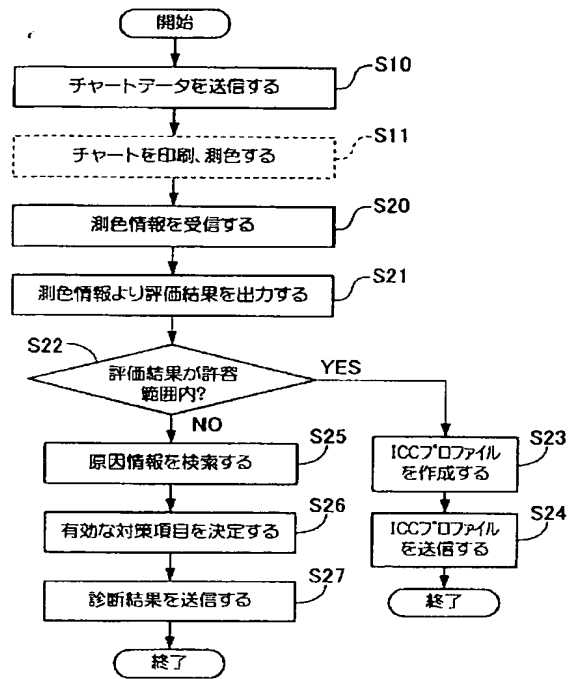 開始
チャートデータを送信する
S10
チャートを印刷、測色する
S11
測色情報を受信する
S20
測色情報より評価結果を出力する
S21
S22
評価結果が許容
範囲内?
YES
NO
原因情報を検索する
S25
ICCプロファイル
を作成する
S23
有効な対策項目を決定する
S26
ICCプロファイル
を送信する
S24
診断結果を送信する
S27
終了
終了